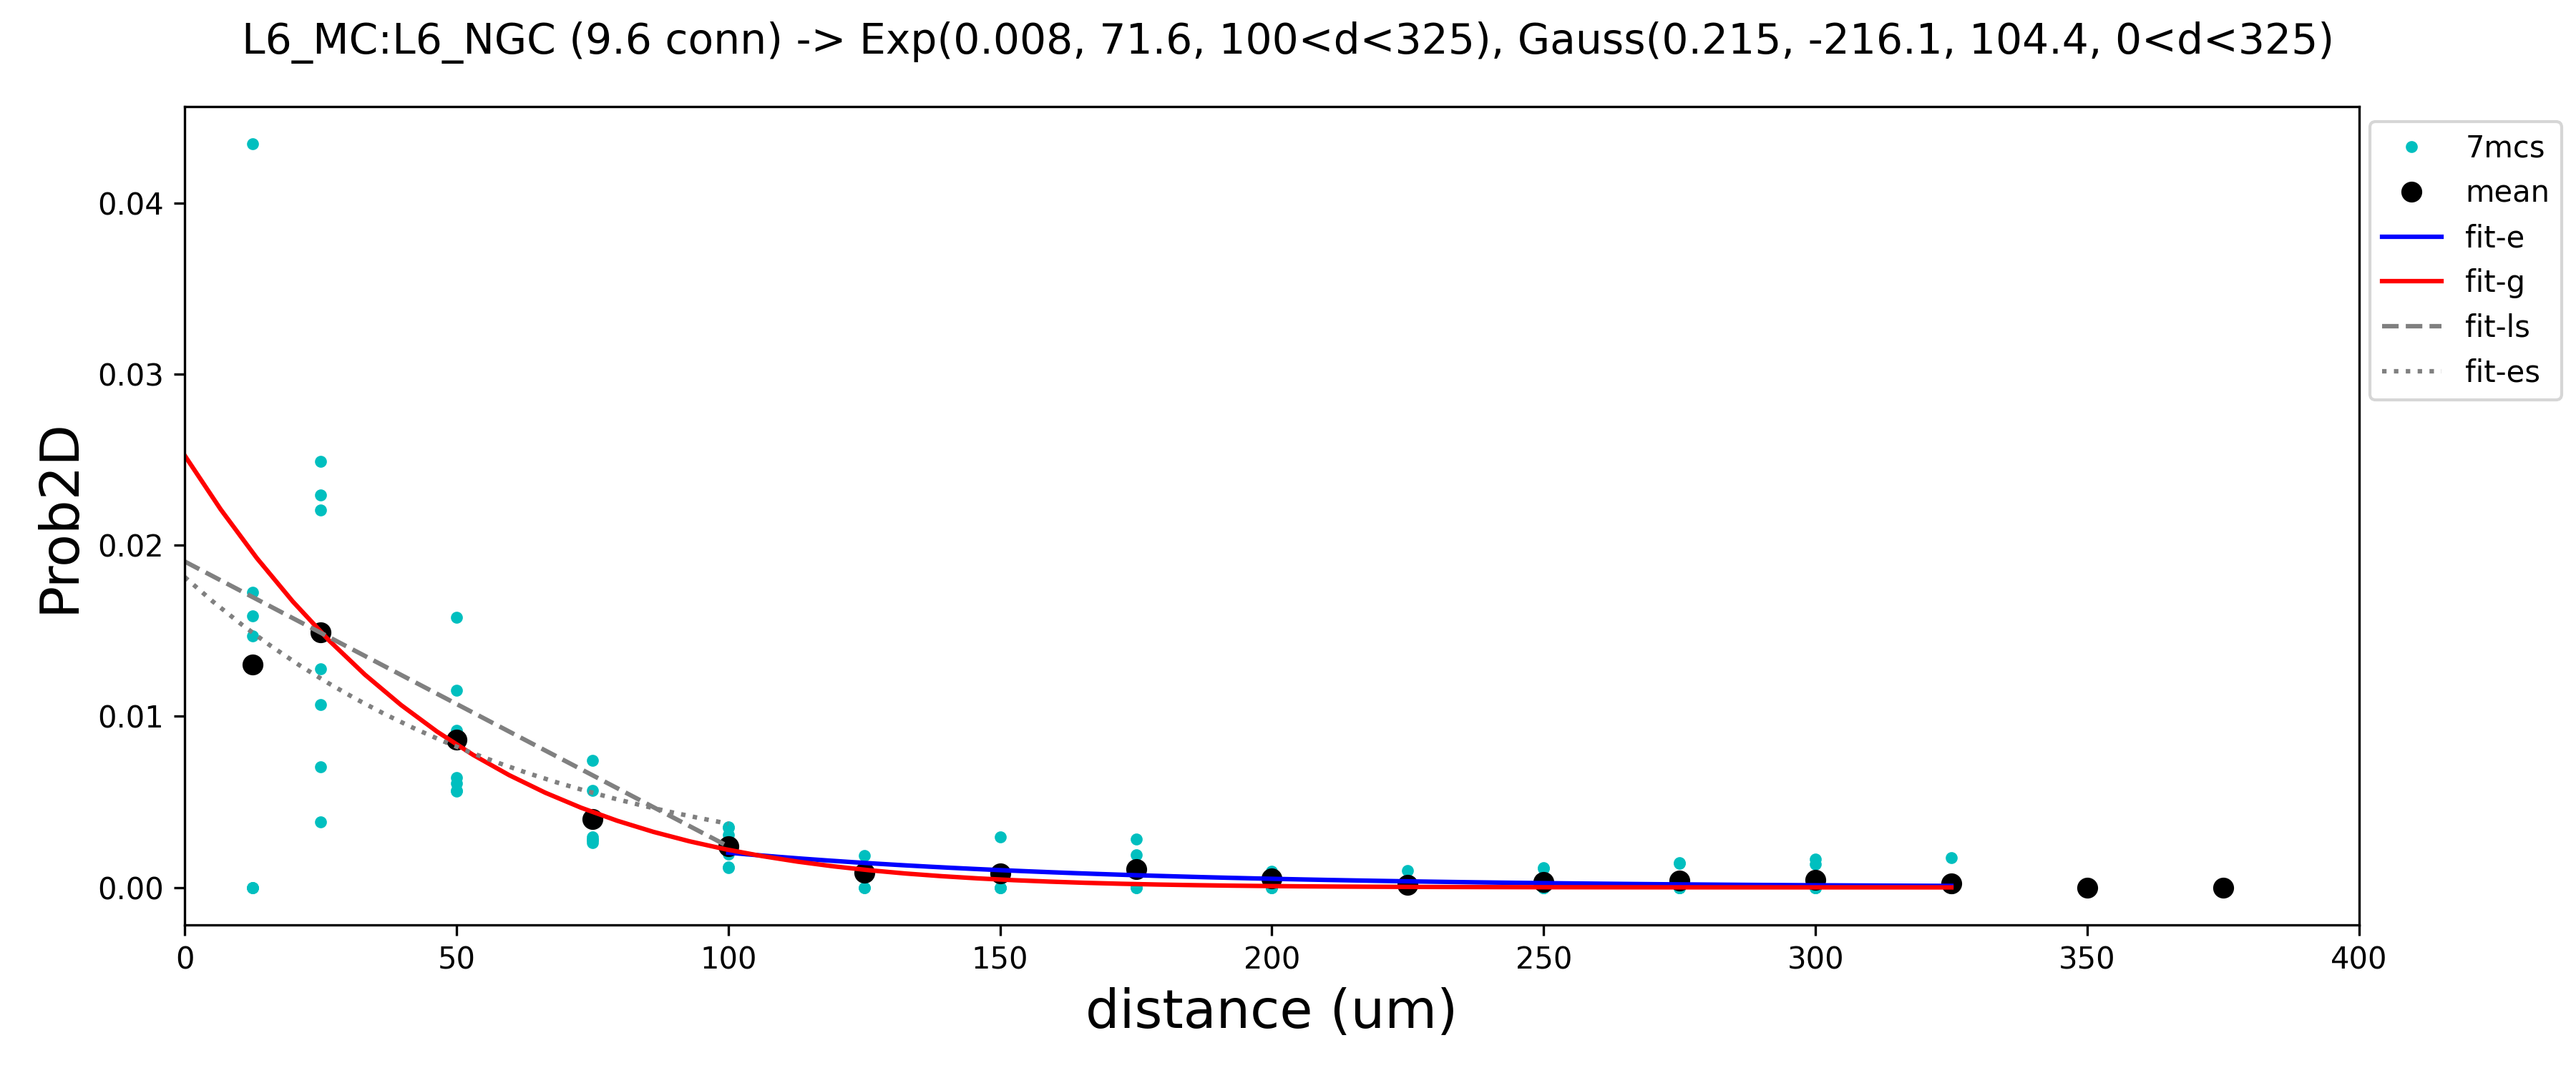 L6_MC:L6_NGC (9.6 conn) -> Exp(0.008, 71.6, 100<d<325), Gauss(0.215, -216.1, 104.4, 0<d<325)
7mcs
mean
fit-e
fit-g
fit-ls
fit-es
Prob2D
0.04
0.03
0.02
0.01
0.00
0 50 100 150 200 250 300 350 400
distance (um)